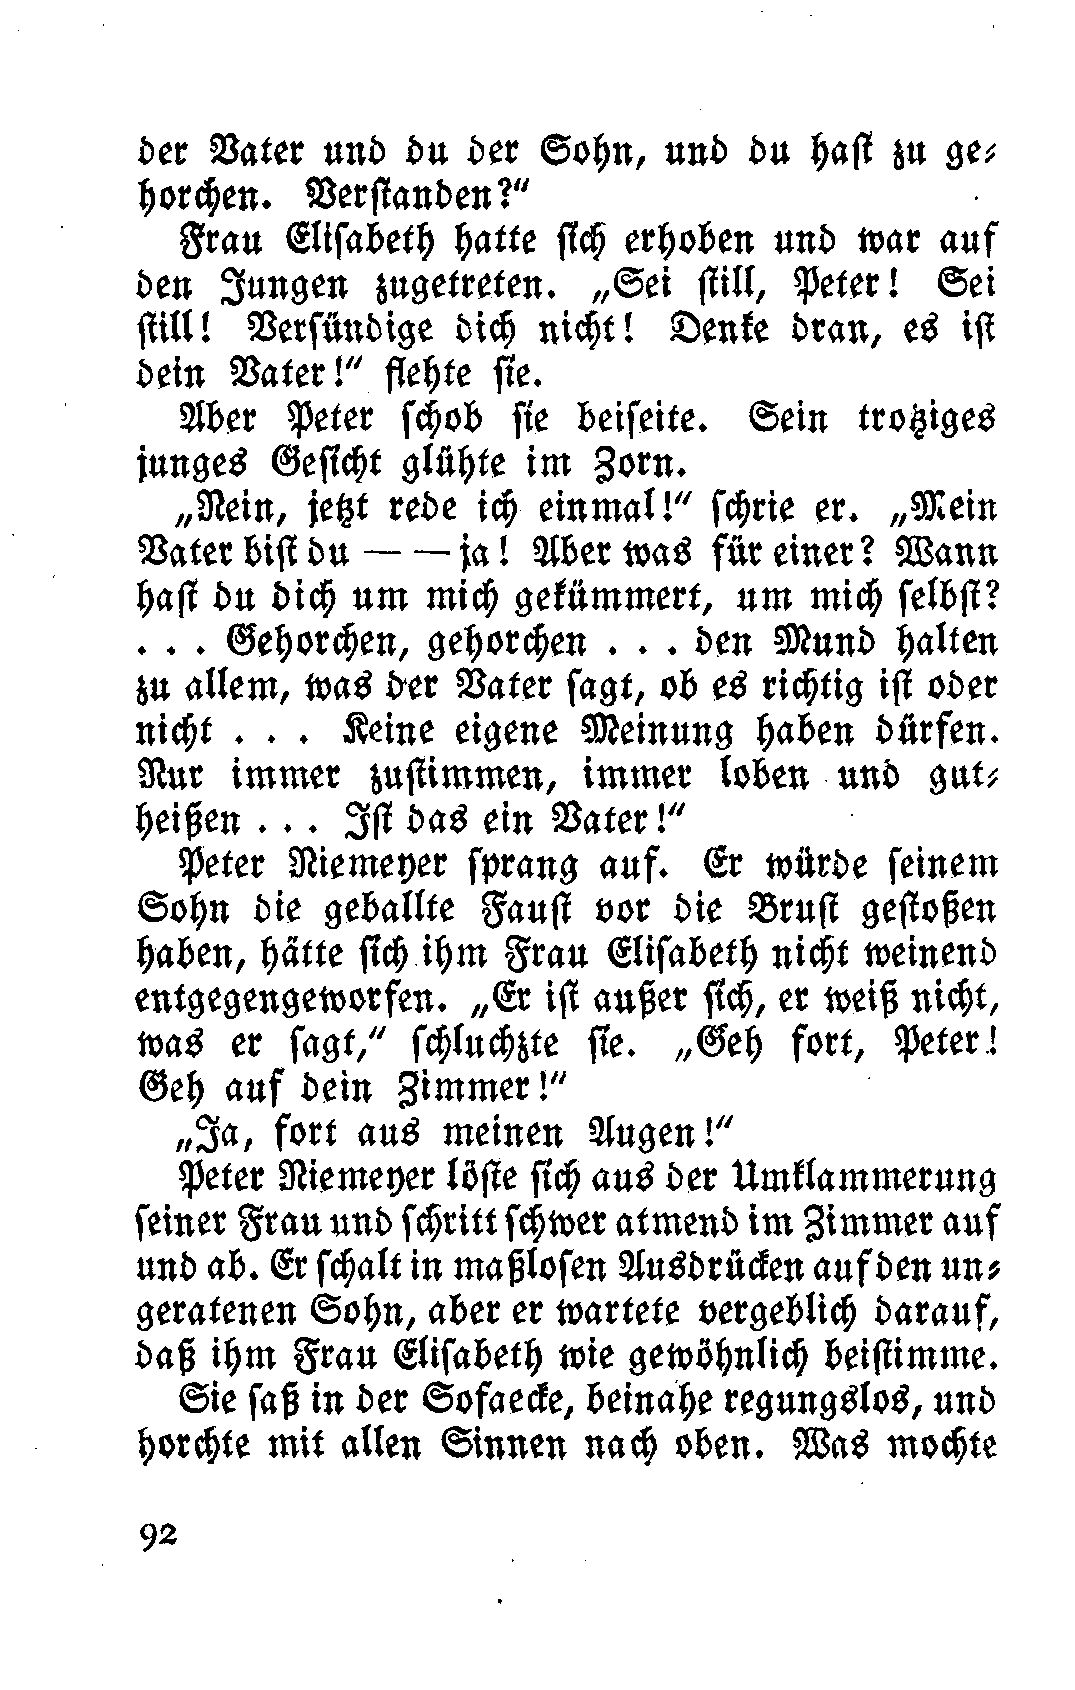 der Vater und du der Sohn, und du hast zu ge-
horchen. Verstanden?"
Frau Elisabeth hatte sich erhoben und war auf
den Jungen zugetreten. „Sei still, Peter! Sei
still! Versündige dich nicht! Denke dran, es ist
dein Vater!" flehte sie.
Aber Peter schob sie beiseite. Sein trotziges
junges Gesicht glühte im Zorn.
„Nein, jetzt rede ich einmal!" schrie er. „Mein
Vater bist du — — ja! Aber was für einer? Wann
hast du dich um mich gekümmert, um mich selbst?
. . . Gehorchen, gehorchen . . . den Mund halten
zu allem, was der Vater sagt, ob es richtig ist oder
nicht . . . Keine eigene Meinung haben dürfen.
Nur immer zustimmen, immer loben und gut-
heißen . . . Ist das ein Vater!"
Peter Niemeyer sprang auf. Er würde seinem
Sohn die geballte Faust vor die Brust gestoßen
haben, hätte sich ihm Frau Elisabeth nicht weinend
entgegengeworfen. „Er ist außer sich, er weiß nicht,
was er sagt," schluchzte sie. „Geh fort, Peter!
Geh auf dein Zimmer!"
„Ja, fort aus meinen Augen!"
Peter Niemeyer löste sich aus der Umklammerung
seiner Frau und schritt schwer atmend im Zimmer auf
und ab. Er schalt in maßlosen Ausdrücken auf den un-
geratenen Sohn, aber er wartete vergeblich darauf,
daß ihm Frau Elisabeth wie gewöhnlich beistimme.
Sie saß in der Sofaecke, beinahe regungslos, und
horchte mit allen Sinnen nach oben. Was mochte
92